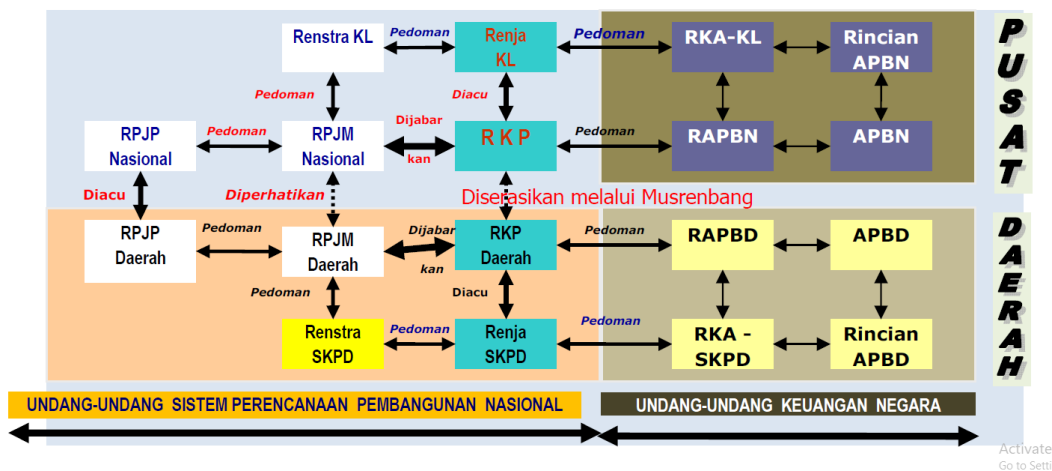 Renstra KL
Pedoman
Renja
KL
Pedoman
RKA-KL
Rincian
APBN
PUSAT
Pedoman
Diacu
RPJP
Nasional
Pedoman
RPJM
Nasional
Dijabar
kan
R K P
Pedoman
RAPBN
APBN
Diacu
Diperhatikan
Diserasikan melalui Musrenbang
RPJP
Daerah
Pedoman
RPJM
Daerah
Dijabar
kan
RKP
Daerah
Pedoman
RAPBD
APBD
DAERAH
Pedoman
Diacu
Renstra
SKPD
Pedoman
Renja
SKPD
Pedoman
RKA -
SKPD
Rincian
APBD
UNDANG-UNDANG SISTEM PERENCANAAN PEMBANGUNAN NASIONAL
UNDANG-UNDANG KEUANGAN NEGARA
Activate
Go to Setti